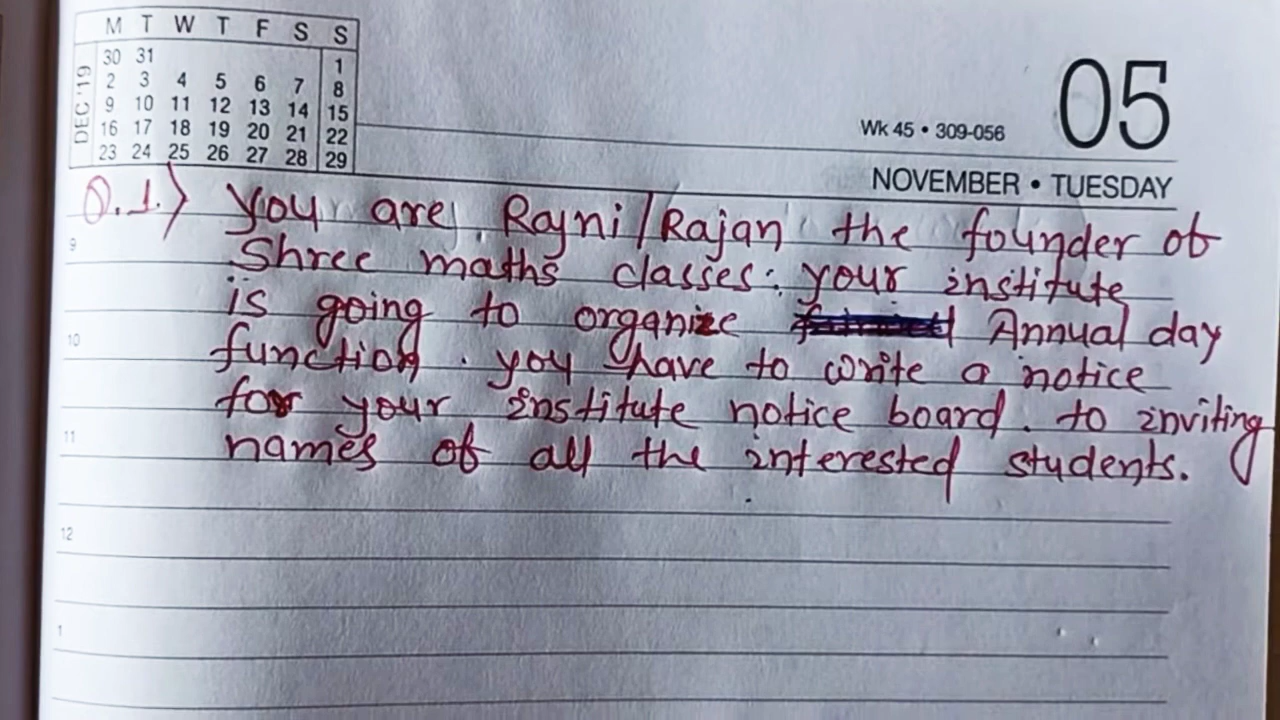 M T W T F S S
30 31 1
2 3 4 5 6 7 8
9 10 11 12 13 14 15
16 17 18 19 20 21 22
23 24 25 26 27 28 29
DEC '19
05
Wk 45 • 309-056
NOVEMBER • TUESDAY
Q.1.) You are Rajni/Rajan the founder of
9
Shree maths classes. your institute
is going to organize Annual day
10
function. you have to write a notice
for your institute notice board. to inviting
11
names of all the interested students.
12
1